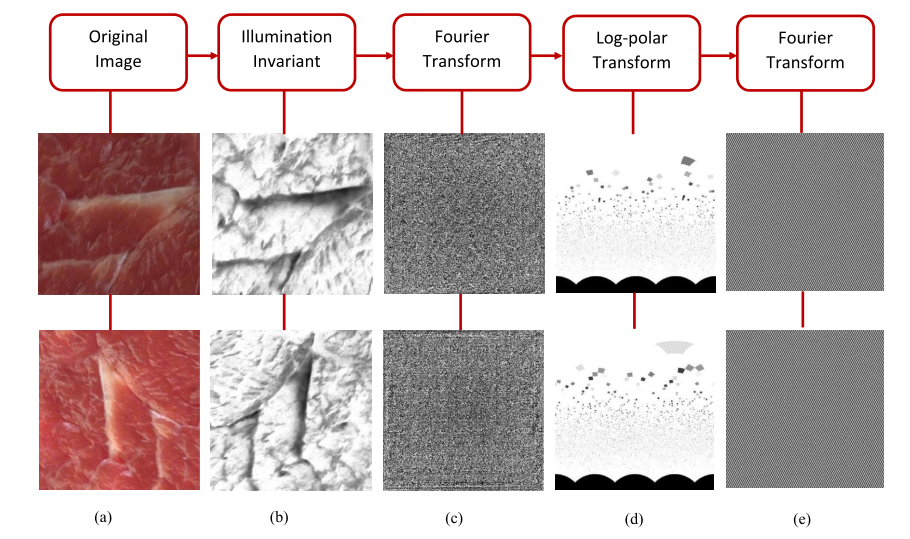 Original
Image
Illumination
Invariant
Fourier
Transform
Log-polar
Transform
Fourier
Transform
(a)
(b)
(c)
(d)
(e)